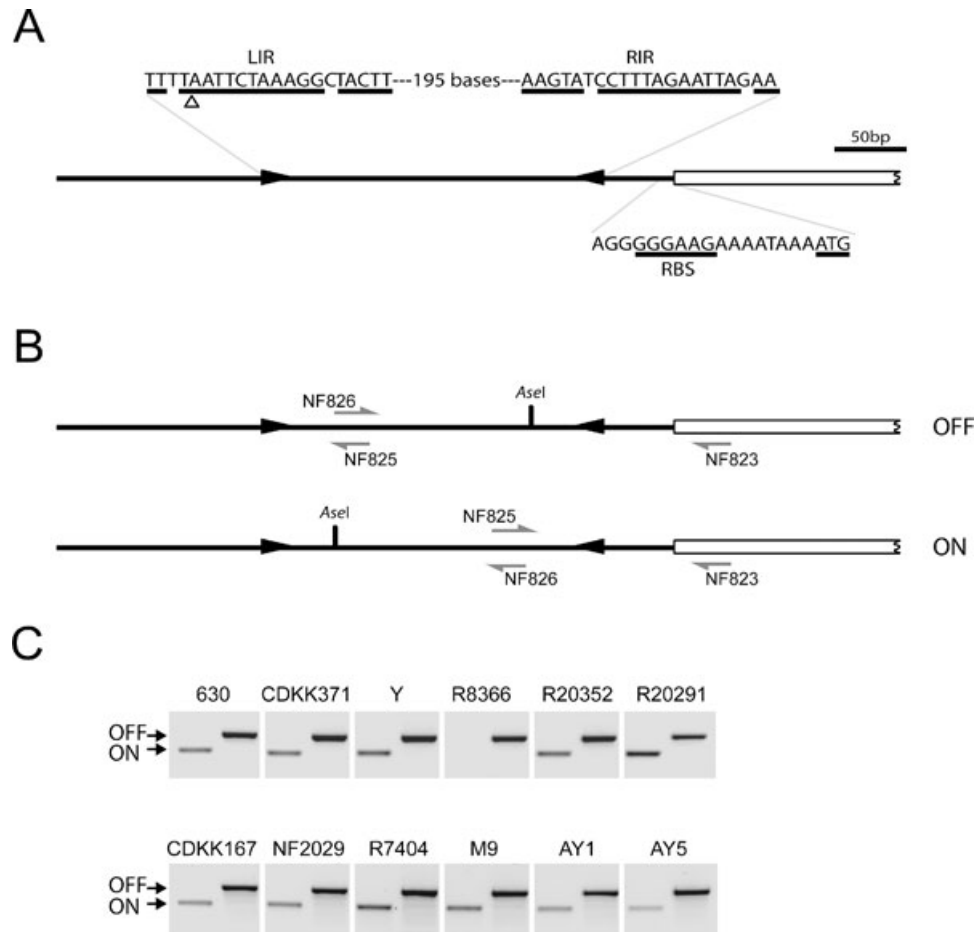 A
LIR RIR
TTTTAATTCTAAAGGCTACTT---195 bases---AAGTATCCTTTAGAATTAGAA
50bp
AGGGGGAAGAAAATAAAATG
RBS
B
NF826 AseI OFF
NF825 NF823
AseI NF825 ON
NF826 NF823
C
630 CDKK371 Y R8366 R20352 R20291
OFF
ON
CDKK167 NF2029 R7404 M9 AY1 AY5
OFF
ON